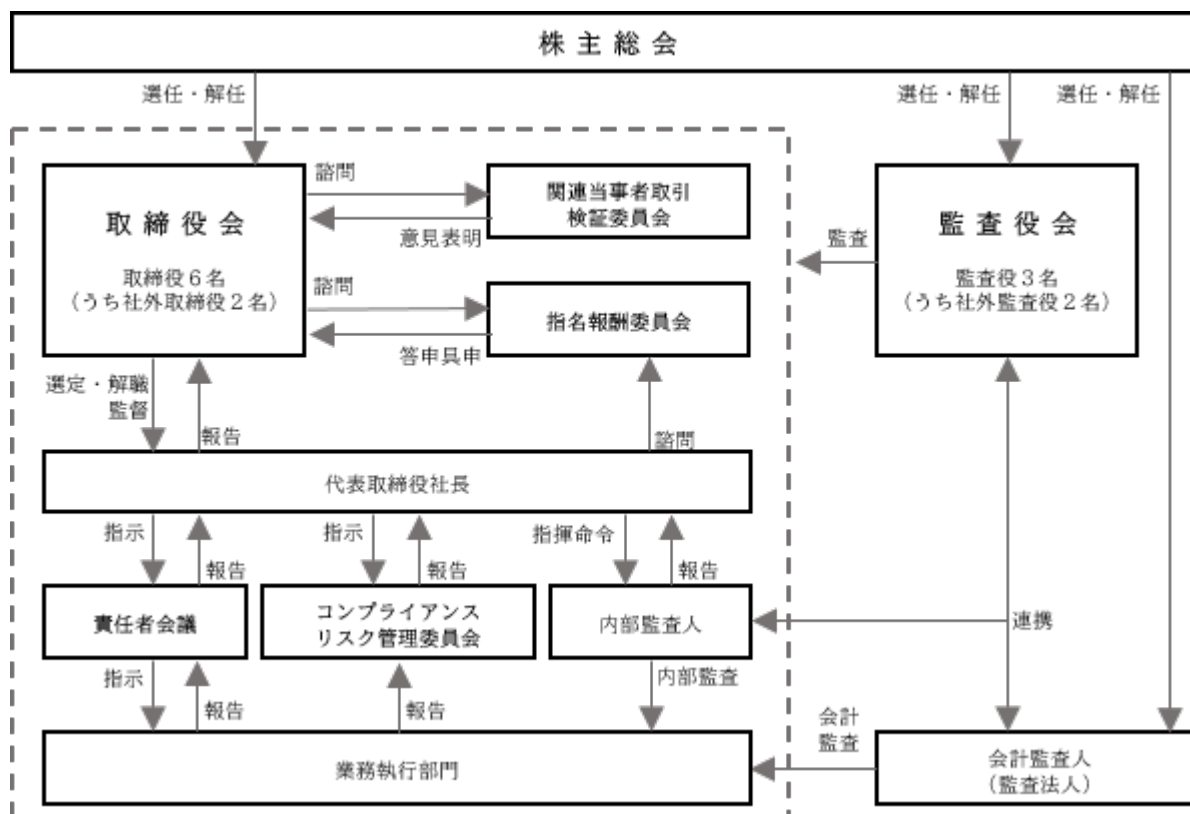 株主総会
選任・解任
選任・解任
選任・解任
取締役会
取締役６名
（うち社外取締役２名）
諮問
意見表明
関連当事者取引
検証委員会
諮問
答申具申
指名報酬委員会
監査
監査役会
監査役３名
（うち社外監査役２名）
選定・解職
監督
報告
諮問
代表取締役社長
指示
報告
指示
報告
指揮命令
報告
責任者会議
コンプライアンス
リスク管理委員会
内部監査人
連携
指示
報告
報告
内部監査
会計
監査
業務執行部門
会計監査人
（監査法人）